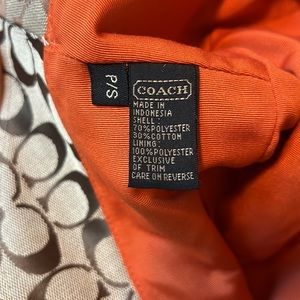 P/S
COACH
MADE IN
INDONESIA
SHELL:
70%POLYESTER
30%COTTON
LINING:
100%POLYESTER
EXCLUSIVE
OF TRIM
CARE ON REVERSE